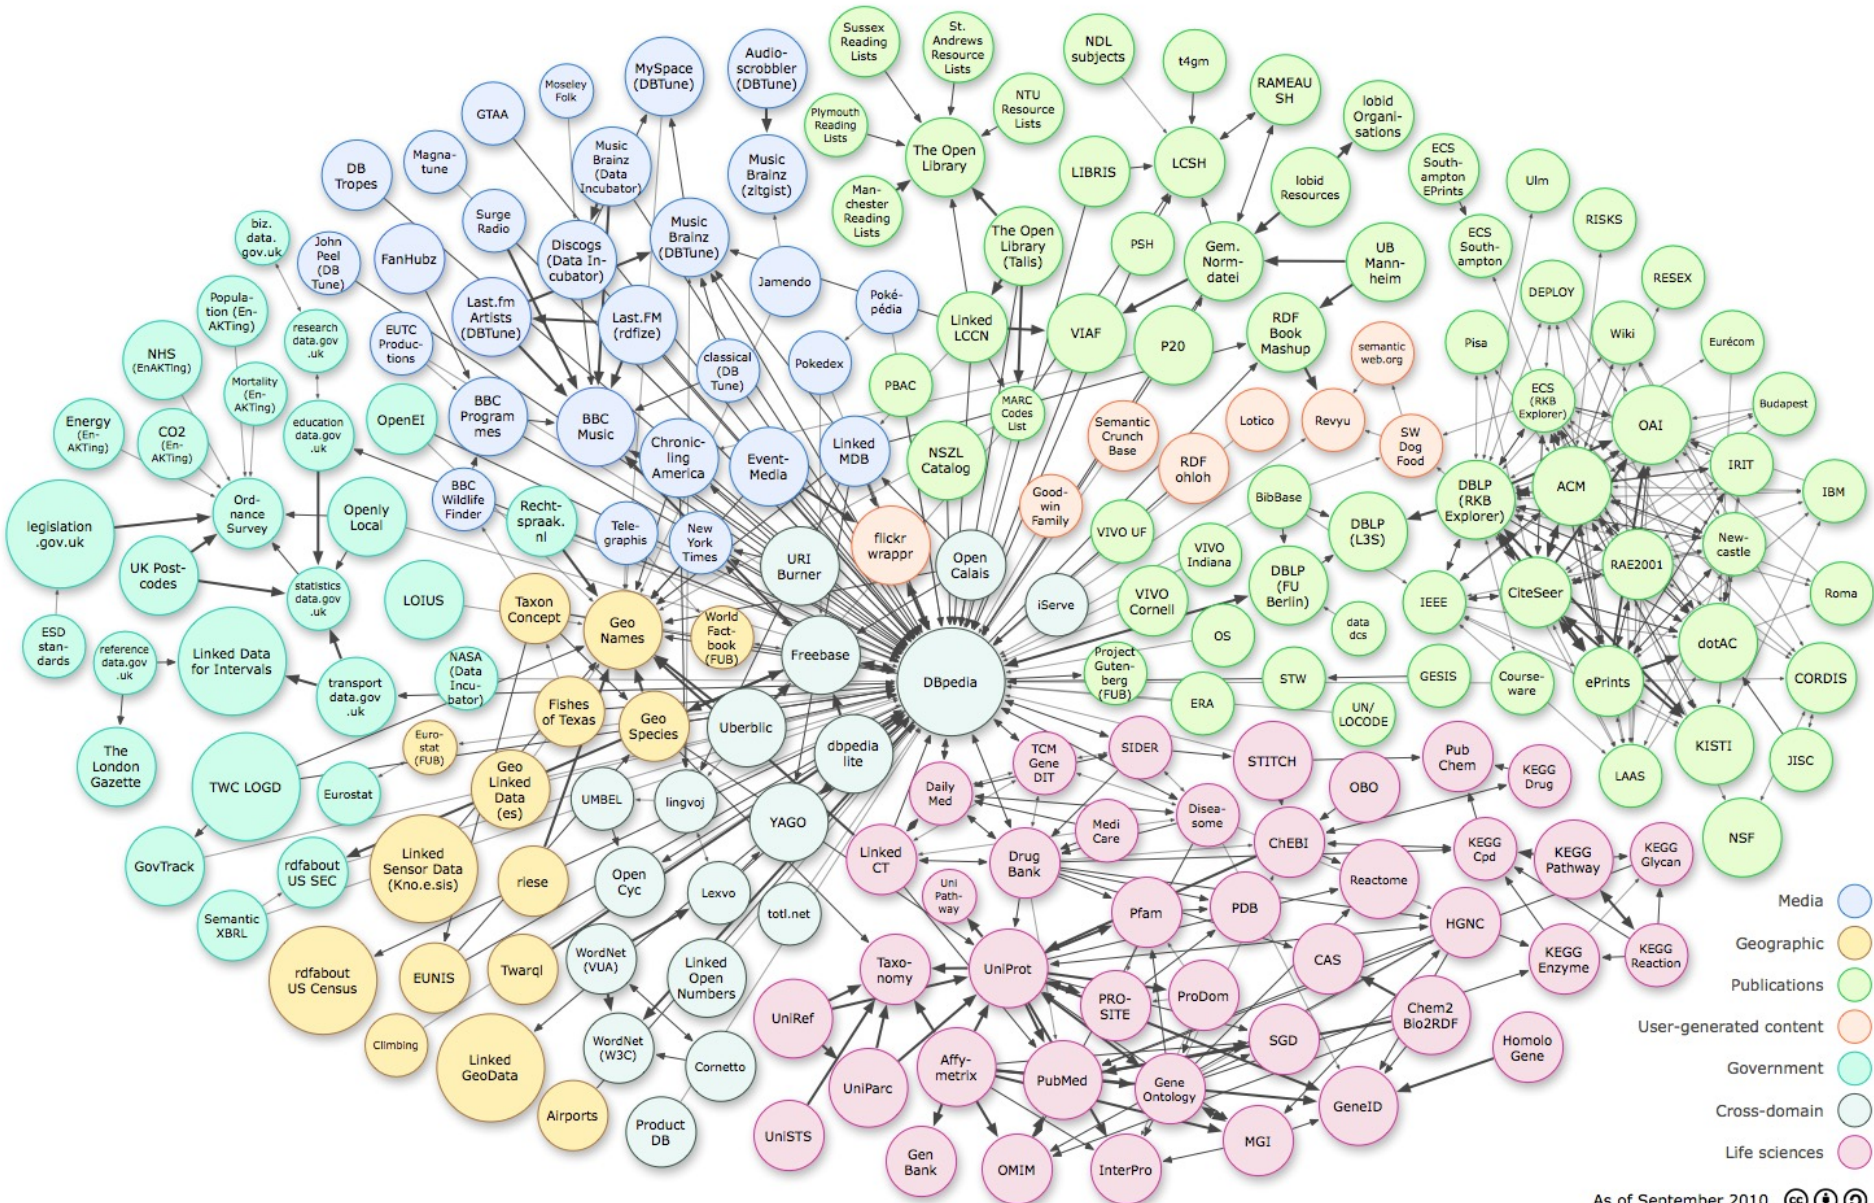 Sussex
Reading
Lists
St.
Andrews
Resource
Lists
NDL
subjects
t4gm
RAMEAU
SH
lobid
Organi-
sations
NTU
Resource
Lists
Plymouth
Reading
Lists
The Open
Library
Man-
chester
Reading
Lists
LIBRIS
LCSH
lobid
Resources
ECS
South-
ampton
EPrints
Ulm
RISKS
ECS
South-
ampton
RESEX
Audio-
scrobbler
(DBTune)
MySpace
(DBTune)
Moseley
Folk
GTAA
Magna-
tune
DB
Tropes
Music
Brainz
(Data
Incubator)
Music
Brainz
(zitgist)
Surge
Radio
Discogs
(Data In-
cubator)
Music
Brainz
(DBTune)
Jamendo
Poké-
pédia
biz.
data.
gov.uk
John
Peel
(DB
Tune)
FanHubz
Last.fm
Artists
(DBTune)
Last.FM
(rdfize)
classical
(DB
Tune)
Pokedex
Popula-
tion (En-
AKTing)
research
data.gov
.uk
EUTC
Produc-
tions
NHS
(EnAKTing)
Mortality
(En-
AKTing)
Energy
(En-
AKTing)
CO2
(En-
AKTing)
education
data.gov
.uk
OpenEI
BBC
Program
mes
BBC
Music
Chronic-
ling
America
Event-
Media
Linked
MDB
The Open
Library
(Talis)
PSH
Gem.
Norm-
datei
UB
Mann-
heim
Linked
LCCN
VIAF
P20
RDF
Book
Mashup
PBAC
MARC
Codes
List
NSZL
Catalog
semantic
web.org
Semantic
Crunch
Base
Lotico
Revyu
SW
Dog
Food
RDF
ohloh
Good-
win
Family
DEPLOY
Pisa
Wiki
Eurécom
ECS
(RKB
Explorer)
OAI
Budapest
IRIT
IBM
DBLP
(RKB
Explorer)
ACM
New-
castle
RAE2001
Roma
IEEE
CiteSeer
dotAC
CORDIS
Course-
ware
ePrints
KISTI
JISC
LAAS
NSF
BibBase
DBLP
(L3S)
DBLP
(FU
Berlin)
data
dcs
VIVO UF
VIVO
Indiana
VIVO
Cornell
OS
Project
Guten-
berg
(FUB)
STW
GESIS
ERA
UN/
LOCODE
legislation
.gov.uk
Ord-
nance
Survey
Openly
Local
BBC
Wildlife
Finder
Recht-
spraak.
nl
Tele-
graphis
New
York
Times
URI
Burner
flickr
wrappr
Open
Calais
iServe
UK Post-
codes
statistics
data.gov
.uk
LOIUS
Taxon
Concept
Geo
Names
World
Fact-
book
(FUB)
Freebase
DBpedia
ESD
stan-
dards
reference
data.gov
.uk
Linked Data
for Intervals
transport
data.gov
.uk
NASA
(Data
Incu-
bator)
Fishes
of Texas
Geo
Species
Uberblic
dbpedia
lite
The
London
Gazette
TWC LOGD
Euro-
stat
(FUB)
Eurostat
Geo
Linked
Data
(es)
UMBEL
lingvoj
YAGO
GovTrack
rdfabout
US SEC
Linked
Sensor Data
(Kno.e.sis)
riese
Open
Cyc
Lexvo
totl.net
Semantic
XBRL
rdfabout
US Census
EUNIS
Twarql
WordNet
(VUA)
Linked
Open
Numbers
Climbing
Linked
GeoData
WordNet
(W3C)
Cornetto
Airports
Product
DB
TCM
Gene
DIT
SIDER
STITCH
Pub
Chem
KEGG
Drug
Daily
Med
Disea-
some
OBO
Medi
Care
Linked
CT
Drug
Bank
ChEBI
KEGG
Cpd
KEGG
Pathway
KEGG
Glycan
Uni
Path-
way
Pfam
PDB
Reactome
HGNC
KEGG
Enzyme
KEGG
Reaction
Taxo-
nomy
UniProt
PRO-
SITE
ProDom
CAS
Chem2
Bio2RDF
UniRef
UniParc
Affy-
metrix
PubMed
Gene
Ontology
SGD
Homolo
Gene
GeneID
UniSTS
Gen
Bank
OMIM
InterPro
MGI
Media
Geographic
Publications
User-generated content
Government
Cross-domain
Life sciences
As of September 2010
cc